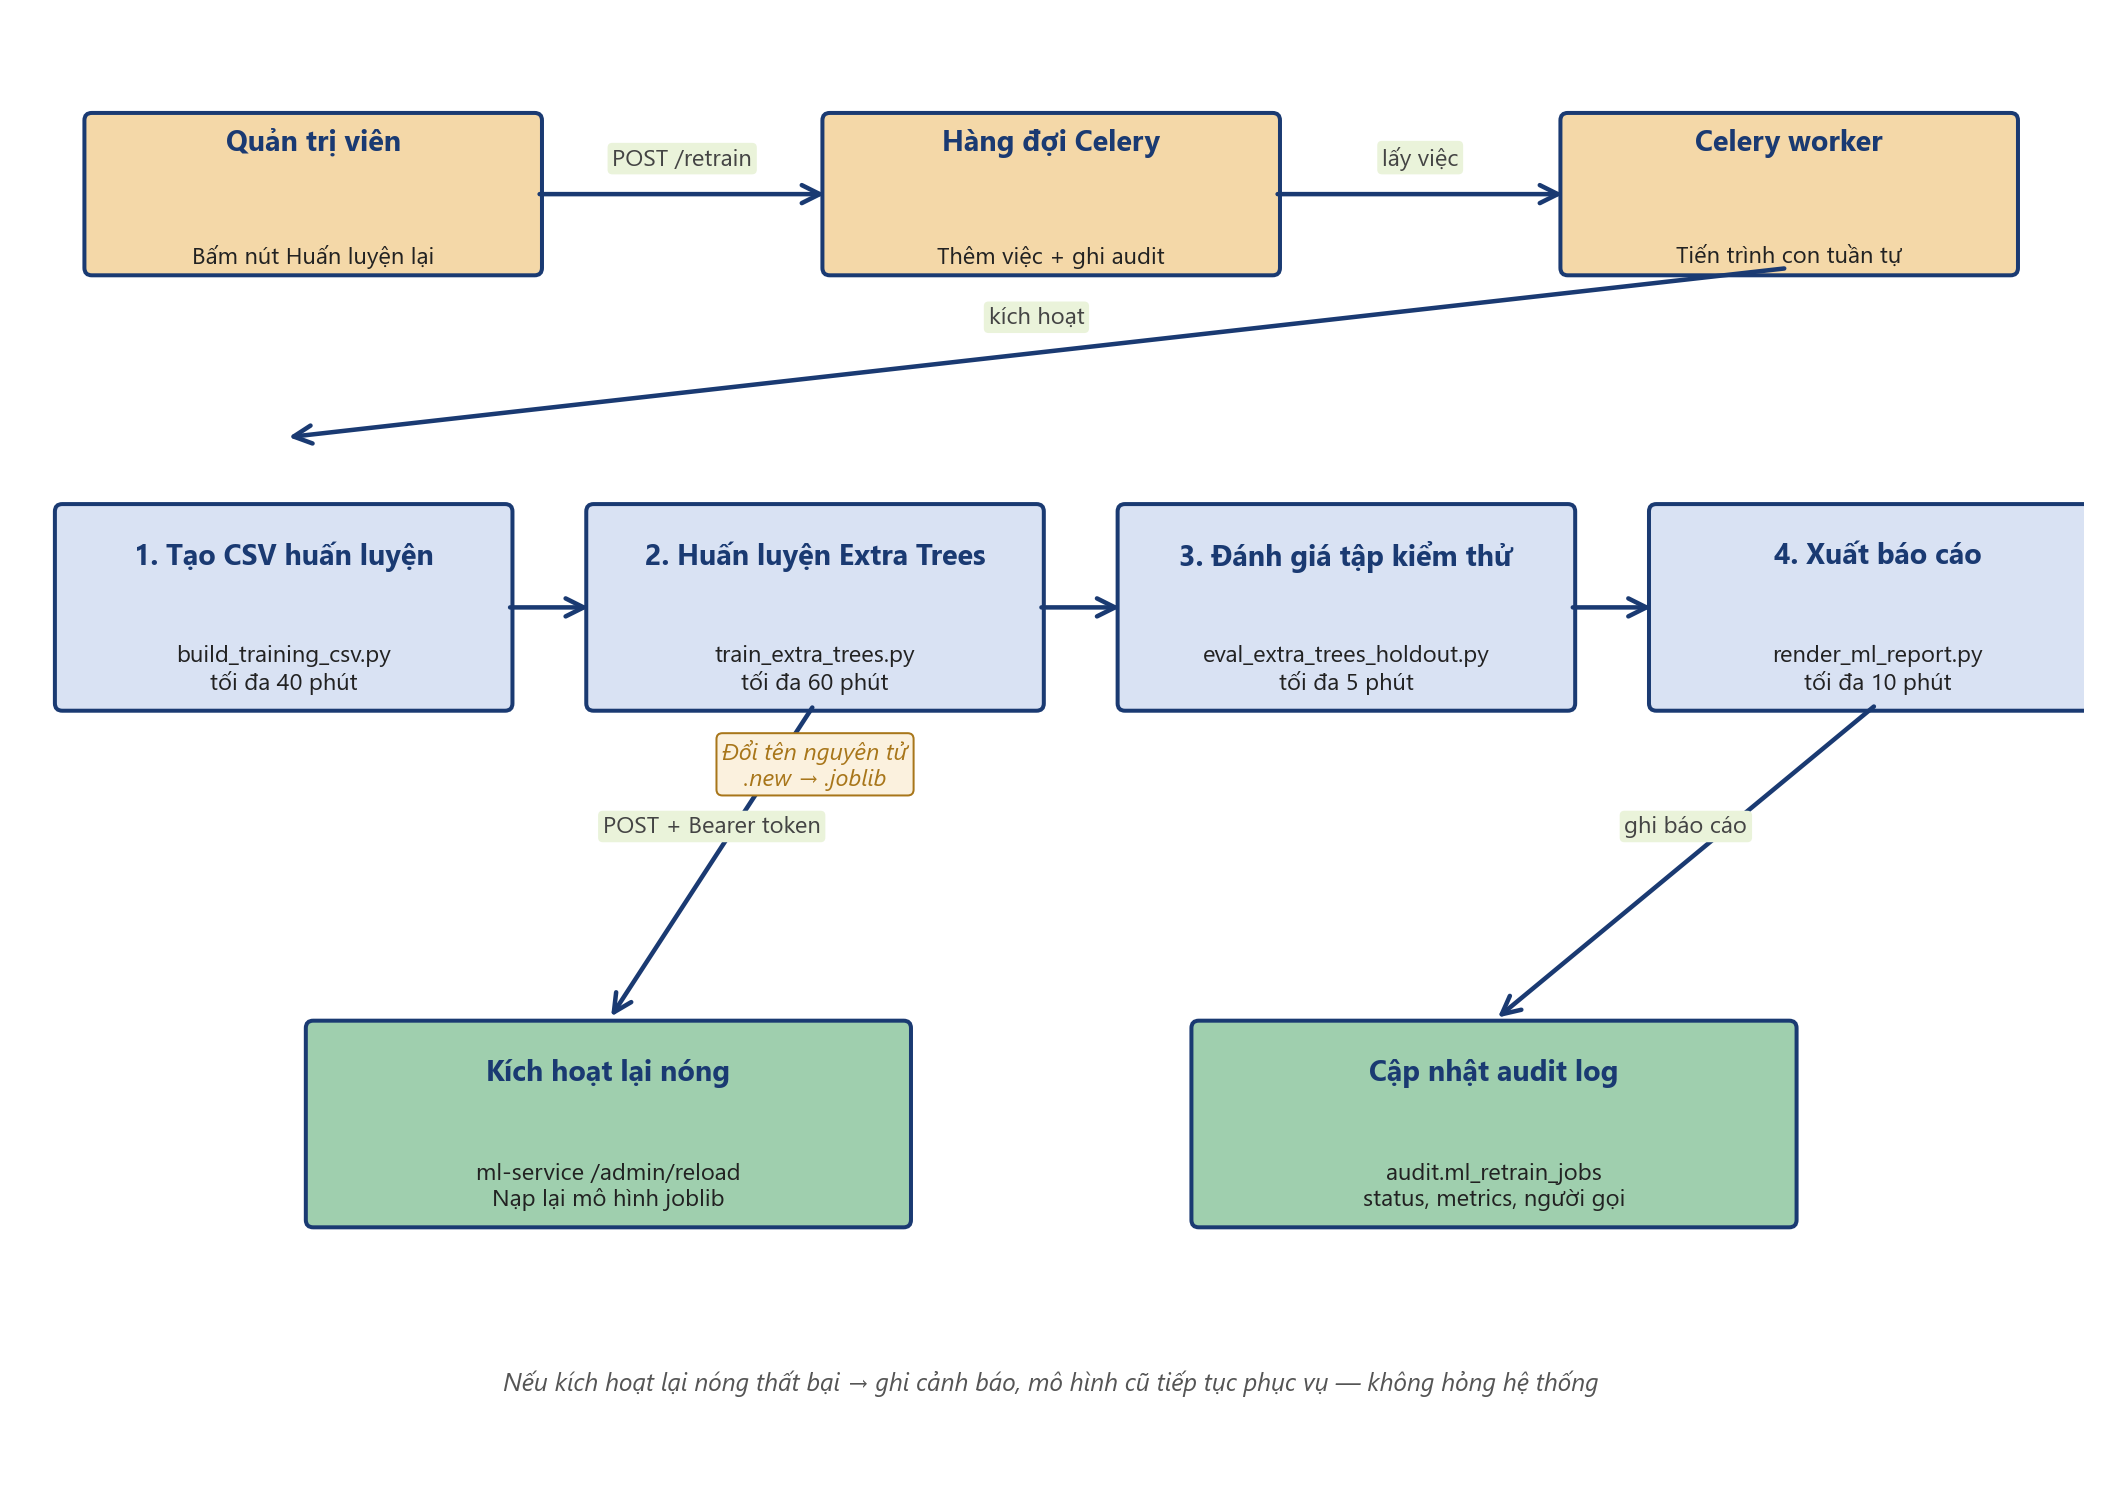 Quản trị viên
Bấm nút Huấn luyện lại
POST /retrain
Hàng đợi Celery
Thêm việc + ghi audit
lấy việc
Celery worker
Tiến trình con tuần tự
kích hoạt
1. Tạo CSV huấn luyện
build_training_csv.py
tối đa 40 phút
2. Huấn luyện Extra Trees
train_extra_trees.py
tối đa 60 phút
3. Đánh giá tập kiểm thử
eval_extra_trees_holdout.py
tối đa 5 phút
4. Xuất báo cáo
render_ml_report.py
tối đa 10 phút
Đổi tên nguyên tử
.new → .joblib
POST + Bearer token
ghi báo cáo
Kích hoạt lại nóng
ml-service /admin/reload
Nạp lại mô hình joblib
Cập nhật audit log
audit.ml_retrain_jobs
status, metrics, người gọi
Nếu kích hoạt lại nóng thất bại → ghi cảnh báo, mô hình cũ tiếp tục phục vụ — không hỏng hệ thống